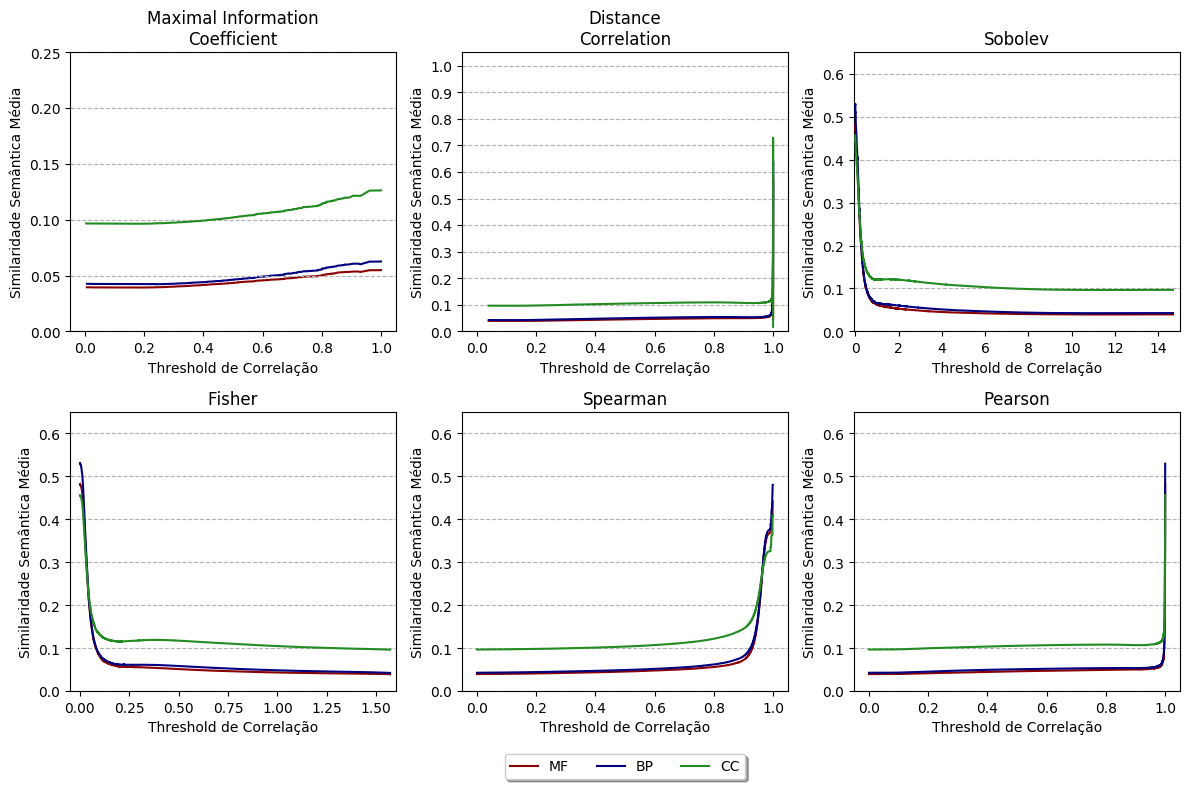 Maximal Information
Coefficient
Similaridade Semântica Média
0.25
0.20
0.15
0.10
0.05
0.00
0.0 0.2 0.4 0.6 0.8 1.0
Threshold de Correlação
Distance
Correlation
Similaridade Semântica Média
1.0
0.9
0.8
0.7
0.6
0.5
0.4
0.3
0.2
0.1
0.0
0.0 0.2 0.4 0.6 0.8 1.0
Threshold de Correlação
Sobolev
Similaridade Semântica Média
0.6
0.5
0.4
0.3
0.2
0.1
0.0
0 2 4 6 8 10 12 14
Threshold de Correlação
Fisher
Similaridade Semântica Média
0.6
0.5
0.4
0.3
0.2
0.1
0.0
0.00 0.25 0.50 0.75 1.00 1.25 1.50
Threshold de Correlação
Spearman
Similaridade Semântica Média
0.6
0.5
0.4
0.3
0.2
0.1
0.0
0.0 0.2 0.4 0.6 0.8 1.0
Threshold de Correlação
Pearson
Similaridade Semântica Média
0.6
0.5
0.4
0.3
0.2
0.1
0.0
0.0 0.2 0.4 0.6 0.8 1.0
Threshold de Correlação
MF BP CC